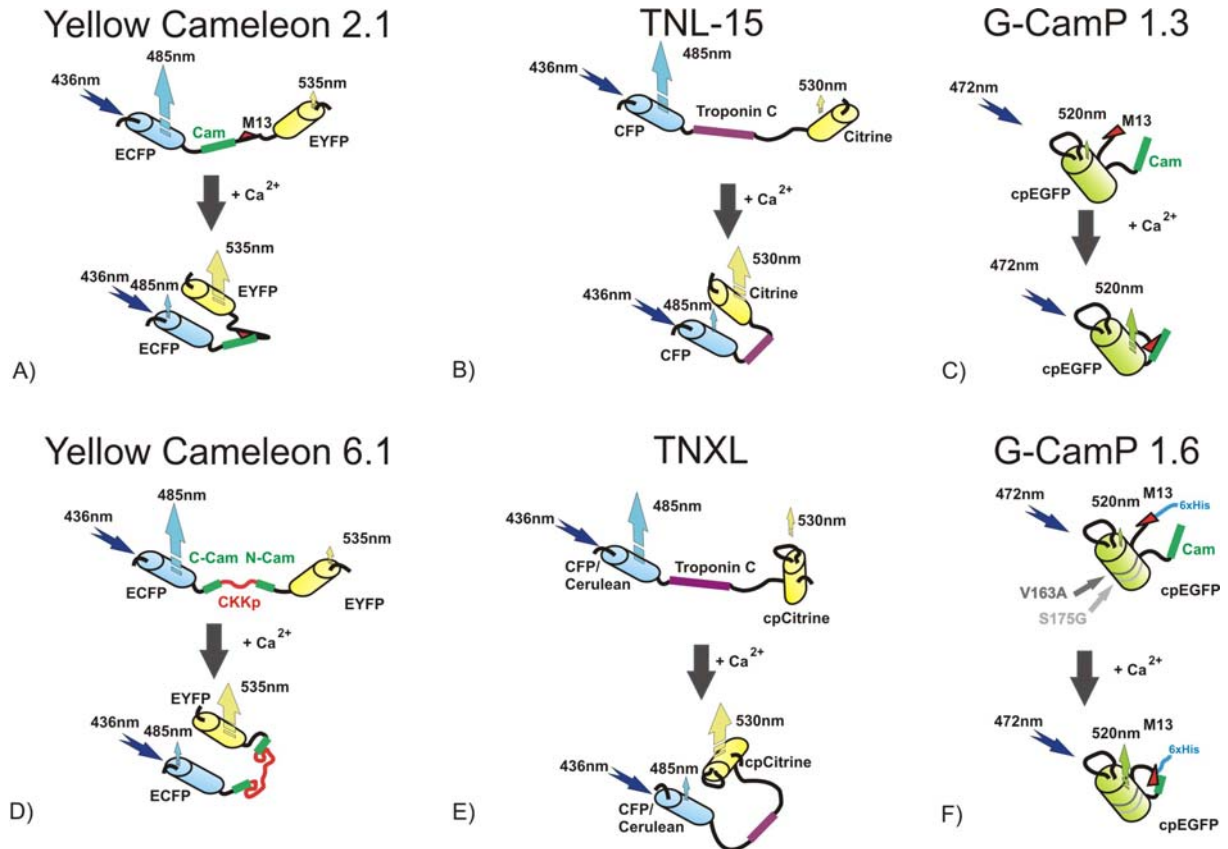 Yellow Cameleon 2.1
485nm
436nm
535nm
M13
Cam
ECFP
EYFP
+ Ca2+
535nm
436nm
485nm
EYFP
ECFP
A)
TNL-15
485nm
436nm
530nm
Troponin C
CFP
Citrine
+ Ca2+
530nm
436nm
485nm
Citrine
CFP
B)
G-CamP 1.3
472nm
520nm
M13
Cam
cpEGFP
+ Ca2+
472nm
520nm
cpEGFP
C)
Yellow Cameleon 6.1
485nm
436nm
535nm
C-Cam N-Cam
ECFP
CKKp
EYFP
+ Ca2+
535nm
EYFP
436nm
485nm
ECFP
D)
TNXL
485nm
530nm
436nm
CFP/
Cerulean
Troponin C
cpCitrine
+ Ca2+
530nm
cpCitrine
436nm
485nm
CFP/
Cerulean
E)
G-CamP 1.6
472nm
520nm
M13
6xHis
Cam
V163A
cpEGFP
S175G
+ Ca2+
472nm
520nm
M13
6xHis
cpEGFP
F)